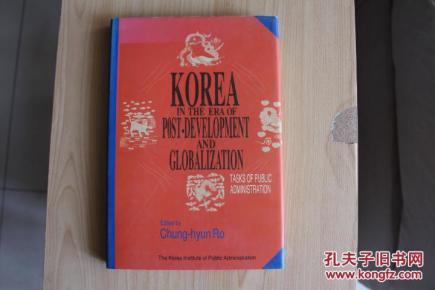 KOREA
IN THE ERA OF
POST-DEVELOPMENT
AND
GLOBALIZATION
TASKS OF PUBLIC
ADMINISTRATION
Edited by
Chung-hyun Ro
The Korea Institute of Public Administration
孔夫子旧书网
www.kongfz.com